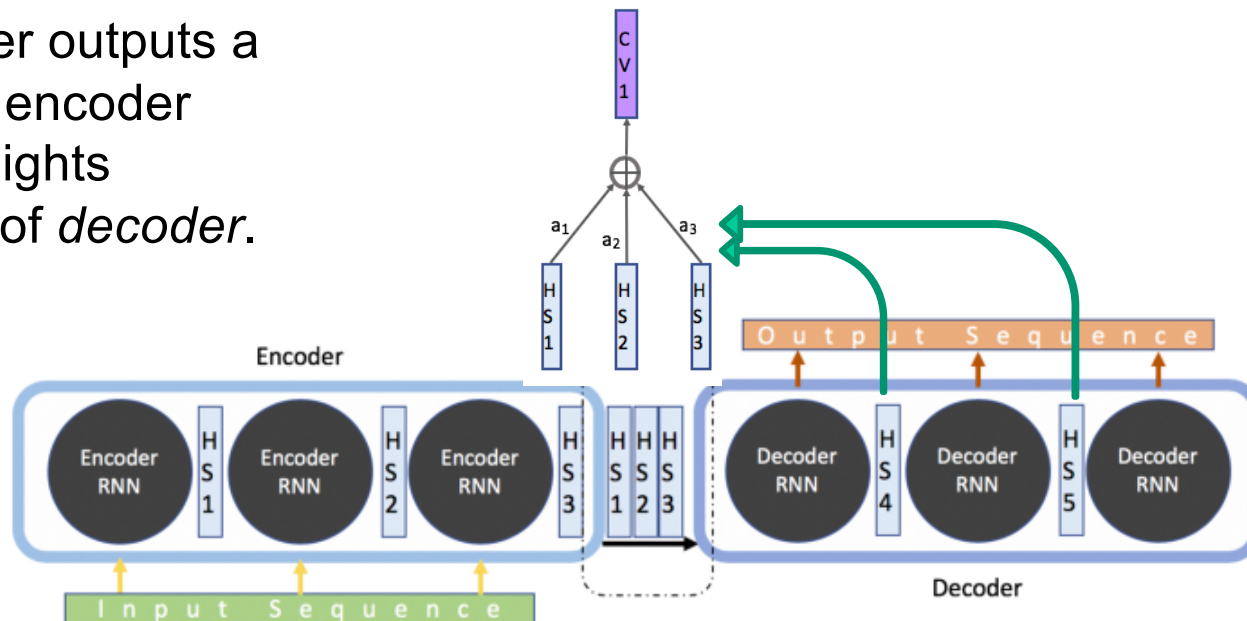 er outputs a
encoder
ights
of decoder.
CV1
a1
a2
a3
HS1
HS2
HS3
Output Sequence
Encoder
Encoder RNN
HS1
Encoder RNN
HS2
Encoder RNN
HS3
HS1
HS2
HS3
Decoder RNN
HS4
Decoder RNN
HS5
Decoder RNN
Decoder
Input Sequence